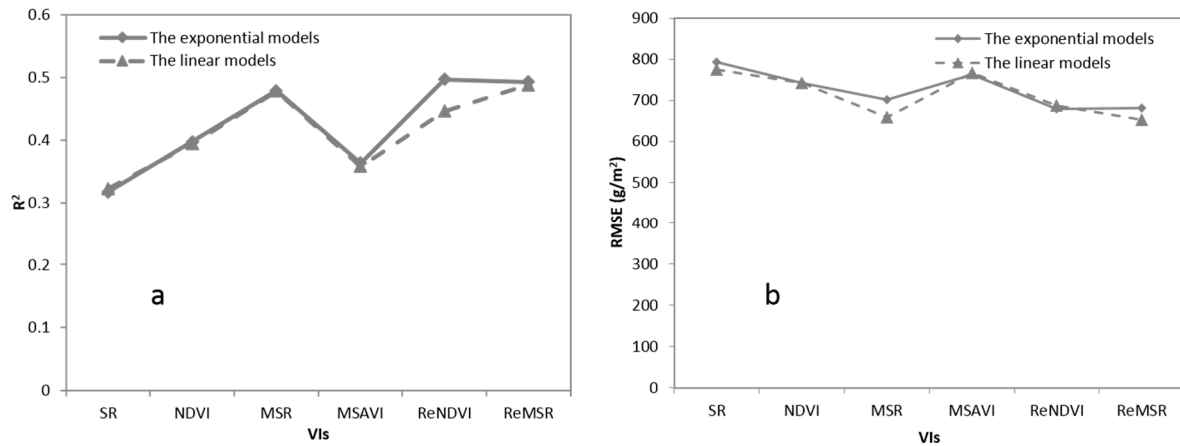 0.6
0.5
0.4
0.3
0.2
0.1
0
R²
The exponential models
The linear models
a
SR NDVI MSR MSAVI ReNDVI ReMSR
VIs
900
800
700
600
500
400
300
200
100
0
RMSE (g/m²)
The exponential models
The linear models
b
SR NDVI MSR MSAVI ReNDVI ReMSR
VIs